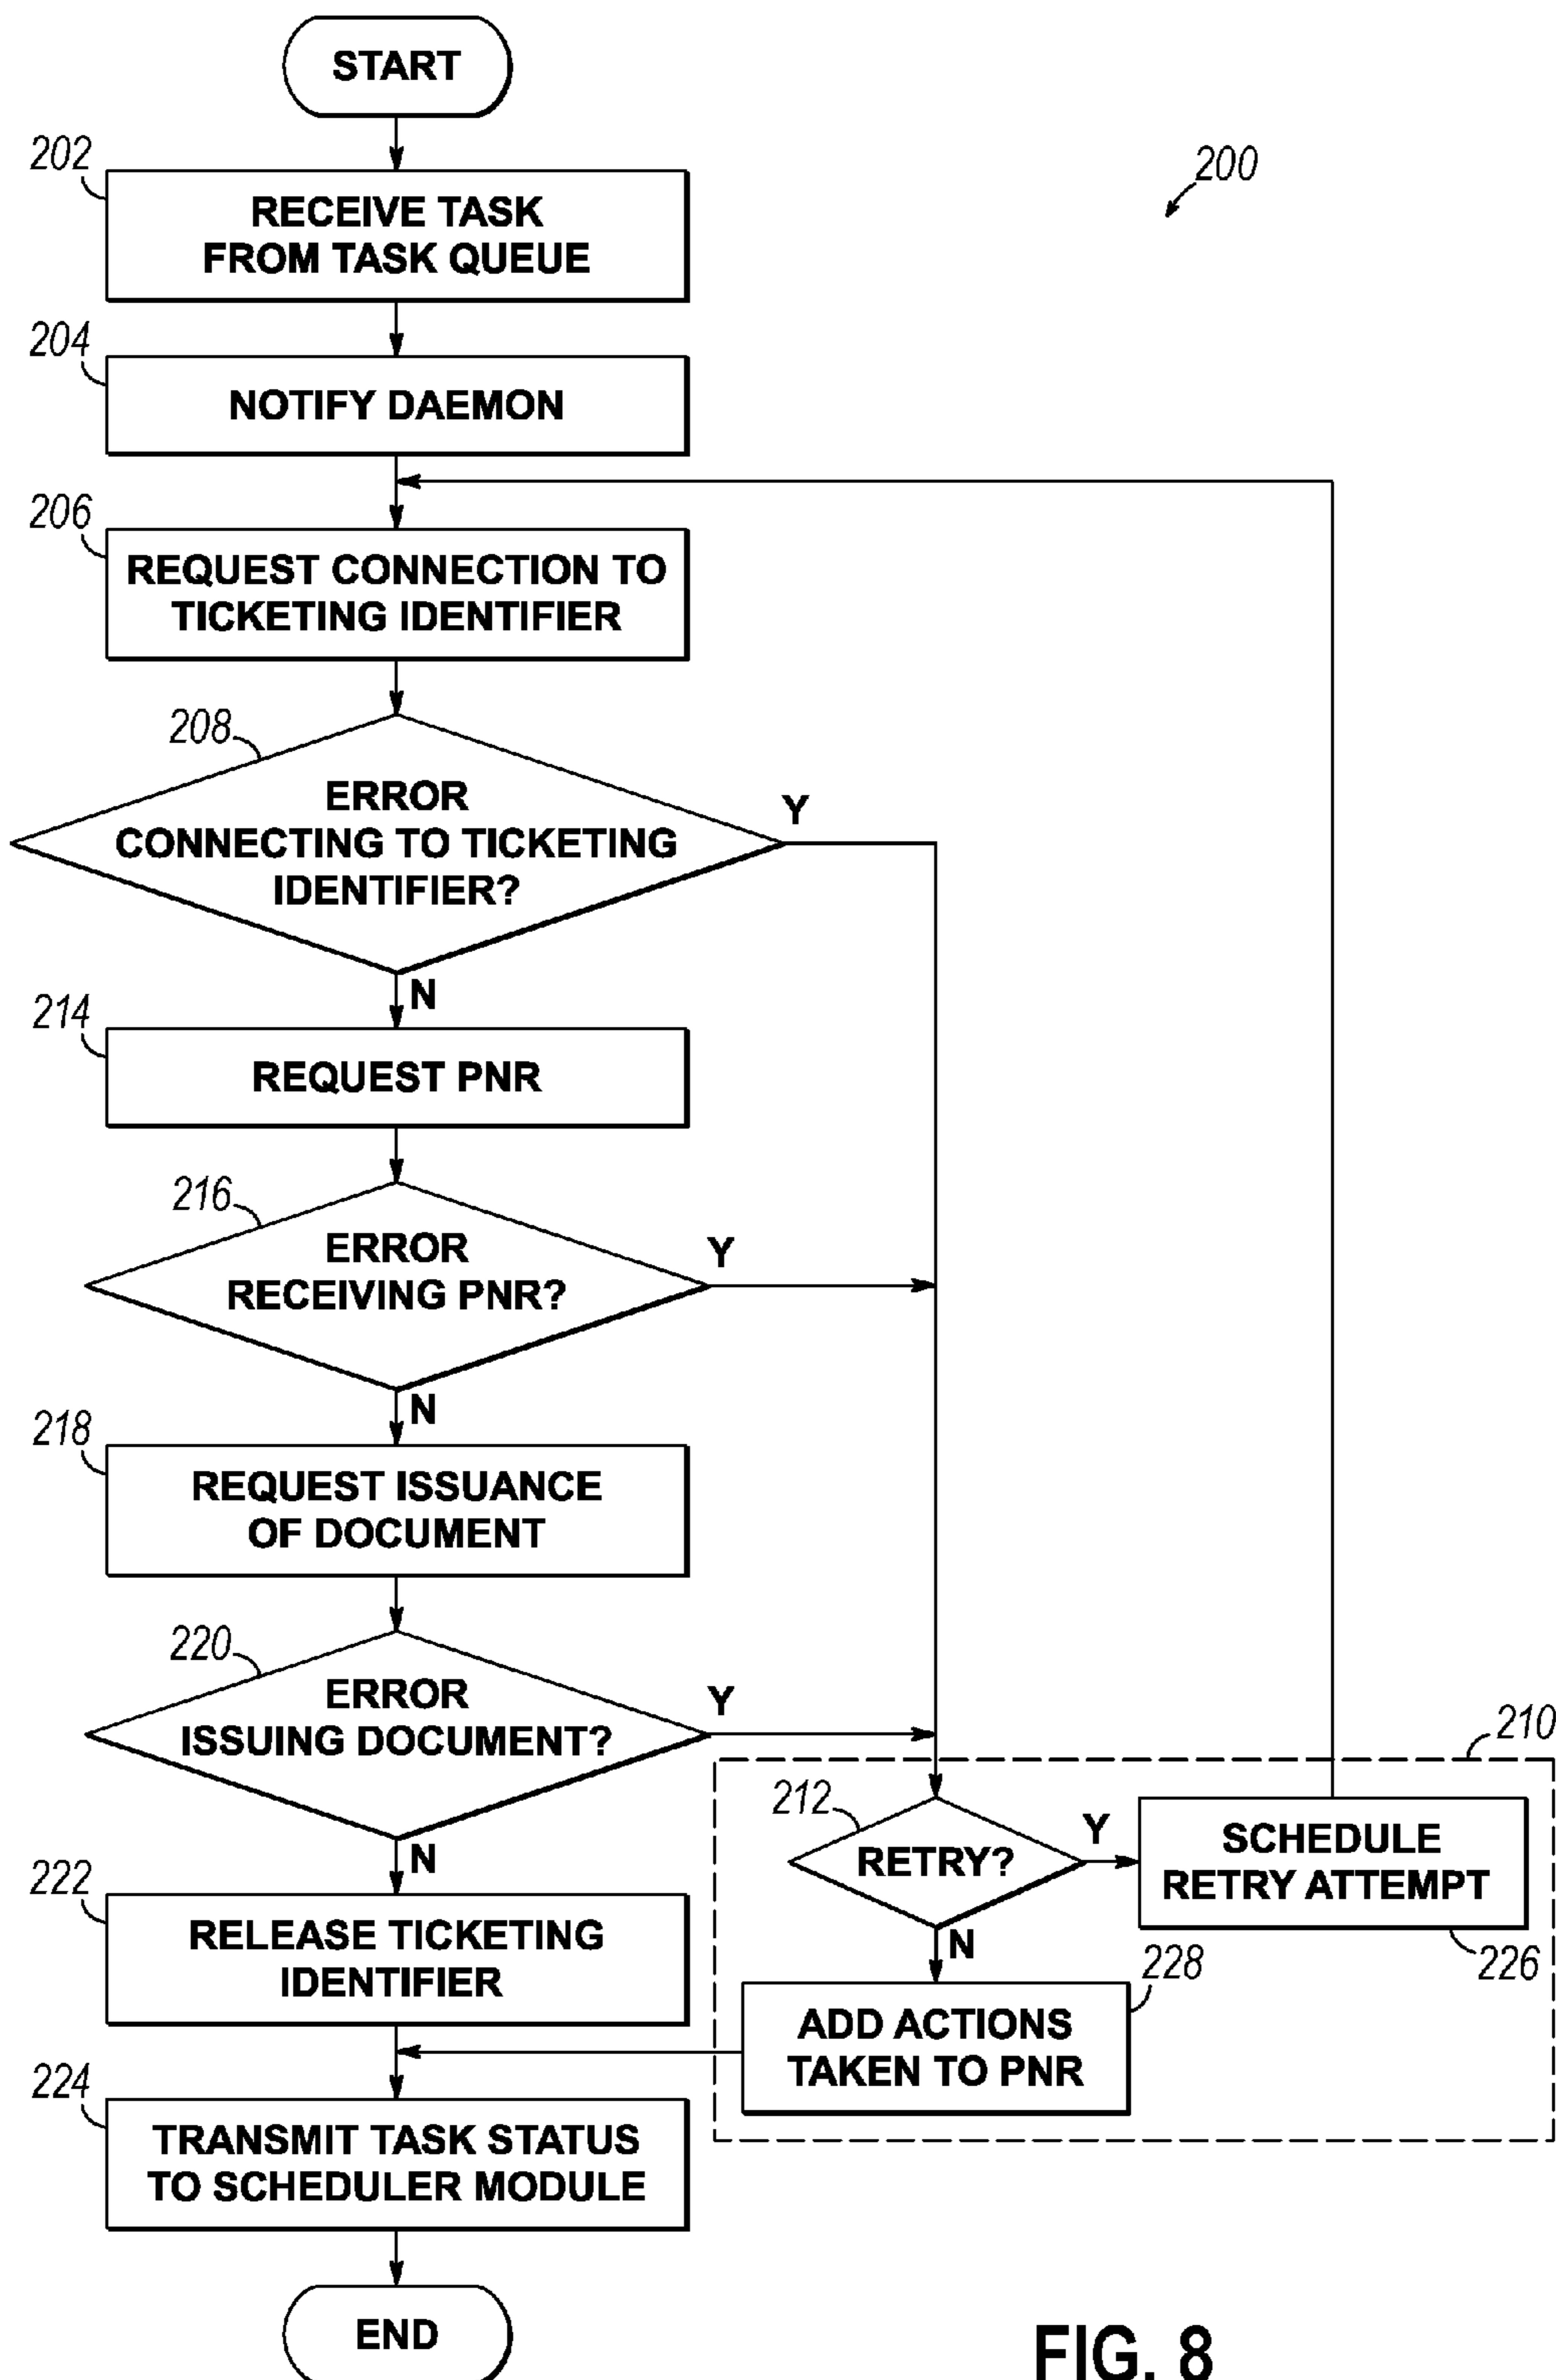 START
200
202
RECEIVE TASK
FROM TASK QUEUE
204
NOTIFY DAEMON
206
REQUEST CONNECTION TO
TICKETING IDENTIFIER
208
ERROR
CONNECTING TO TICKETING
IDENTIFIER?
Y
N
214
REQUEST PNR
216
ERROR
RECEIVING PNR?
Y
N
218
REQUEST ISSUANCE
OF DOCUMENT
220
ERROR
ISSUING DOCUMENT?
Y
N
210
212
RETRY?
Y
SCHEDULE
RETRY ATTEMPT
226
N
228
ADD ACTIONS
TAKEN TO PNR
222
RELEASE TICKETING
IDENTIFIER
224
TRANSMIT TASK STATUS
TO SCHEDULER MODULE
END
FIG. 8